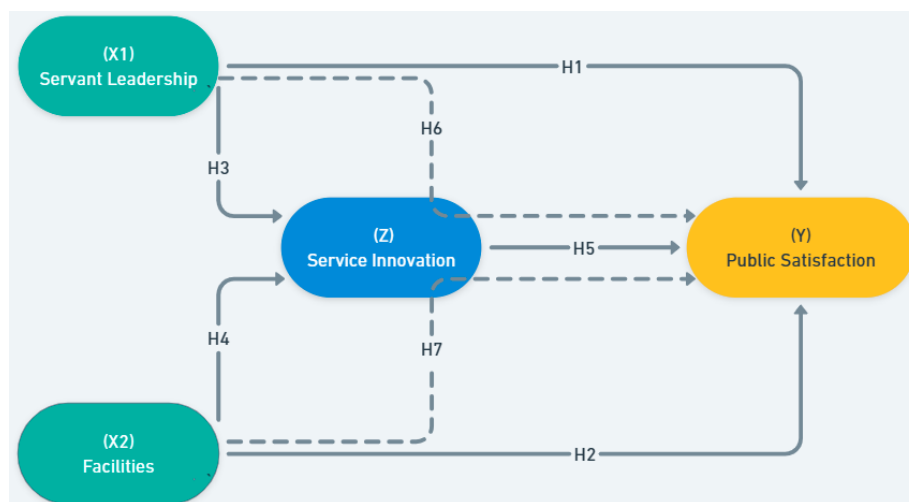 (X1)
Servant Leadership
H1
H6
H3
(Z)
Service Innovation
H5
(Y)
Public Satisfaction
H4
H7
(X2)
Facilities
H2